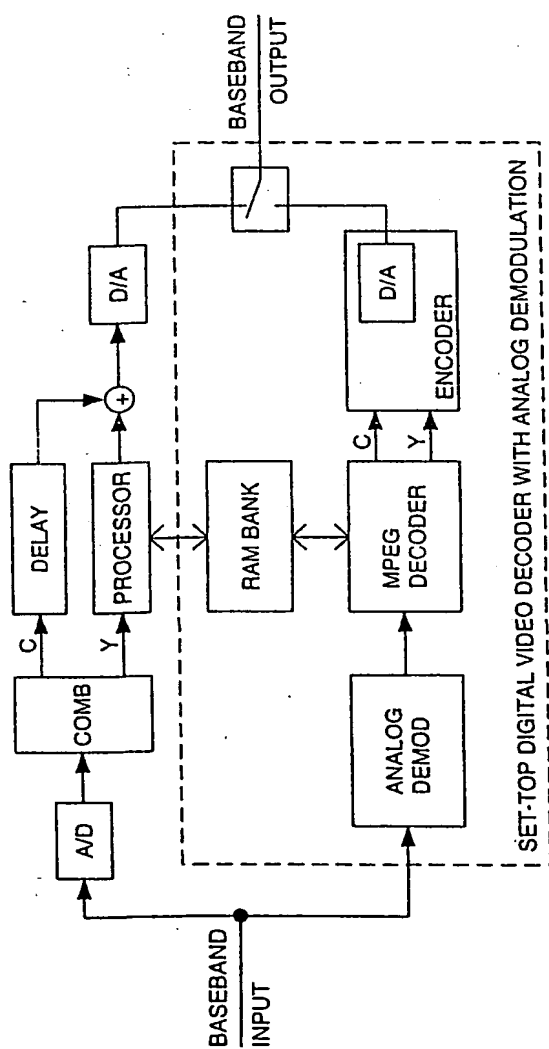 BASEBAND
INPUT
A/D
COMB
C
Y
DELAY
PROCESSOR
+
D/A
BASEBAND
OUTPUT
RAM BANK
ANALOG
DEMOD
MPEG
DECODER
C
Y
D/A
ENCODER
SET-TOP DIGITAL VIDEO DECODER WITH ANALOG DEMODULATION